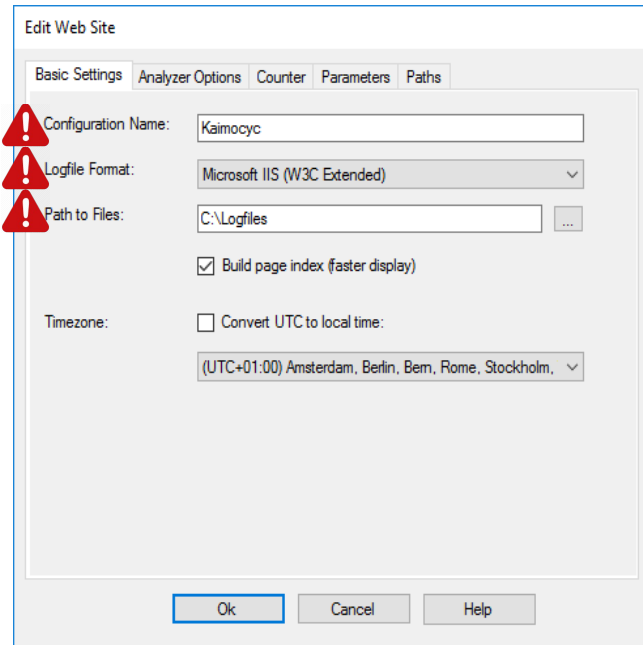 Edit Web Site
Basic Settings Analyzer Options Counter Parameters Paths
Configuration Name: Kaimocyc
Logfile Format: Microsoft IIS (W3C Extended)
Path to Files: C:\Logfiles ...
Build page index (faster display)
Timezone: Convert UTC to local time:
(UTC+01:00) Amsterdam, Berlin, Bern, Rome, Stockholm,
Ok Cancel Help